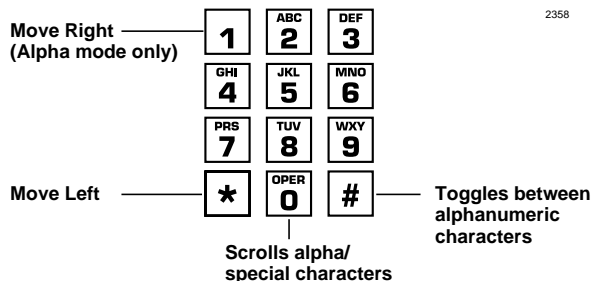 2358
Move Right
(Alpha mode only)
1
ABC
2
DEF
3
GHI
4
JKL
5
MNO
6
PRS
7
TUV
8
WXY
9
Move Left
*
OPER
0
#
Toggles between
alphanumeric
characters
Scrolls alpha/
special characters